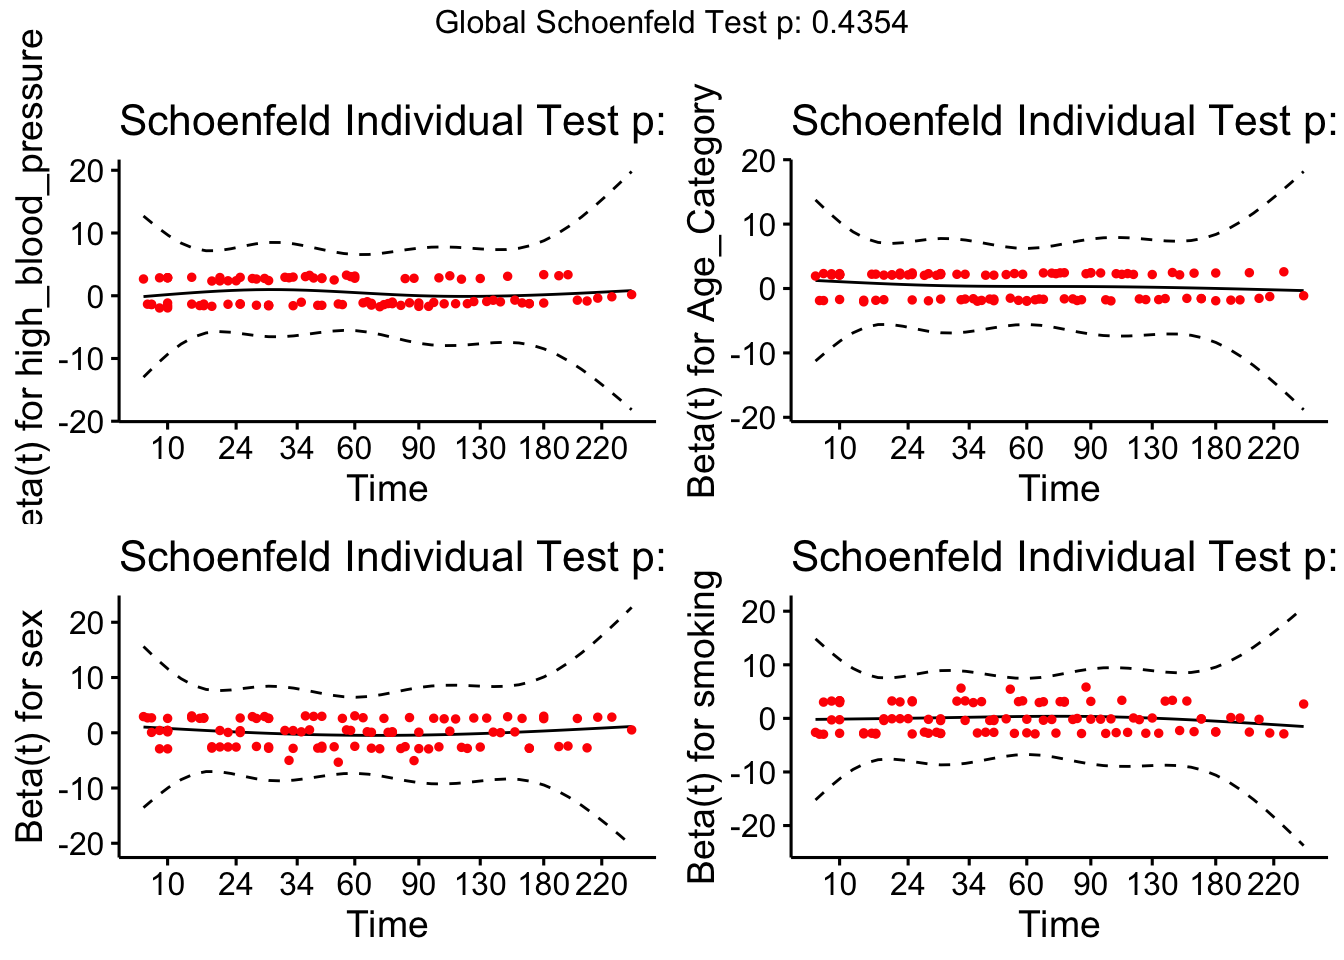 Global Schoenfeld Test p: 0.4354
Schoenfeld Individual Test p:
eta(t) for high_blood_pressure
20
10
0
-10
-20
10 24 34 60 90 130 180 220
Time
Schoenfeld Individual Test p:
Beta(t) for Age_Category
20
10
0
-10
-20
10 24 34 60 90 130 180 220
Time
Schoenfeld Individual Test p:
Beta(t) for sex
20
10
0
-10
-20
10 24 34 60 90 130 180 220
Time
Schoenfeld Individual Test p:
Beta(t) for smoking
20
10
0
-10
-20
10 24 34 60 90 130 180 220
Time